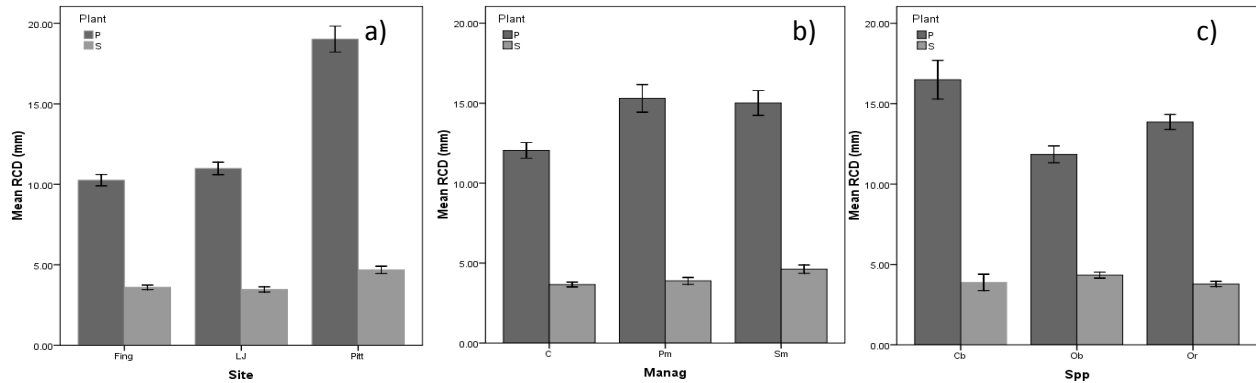 Plant
P
S
a)
20.00
15.00
10.00
5.00
0.00
Mean RCD (mm)
Fing LJ Pitt
Site
Plant
P
S
b)
20.00
15.00
10.00
5.00
0.00
Mean RCD (mm)
C Pm Sm
Manag
Plant
P
S
c)
20.00
15.00
10.00
5.00
0.00
Mean RCD (mm)
Cb Ob Or
Spp